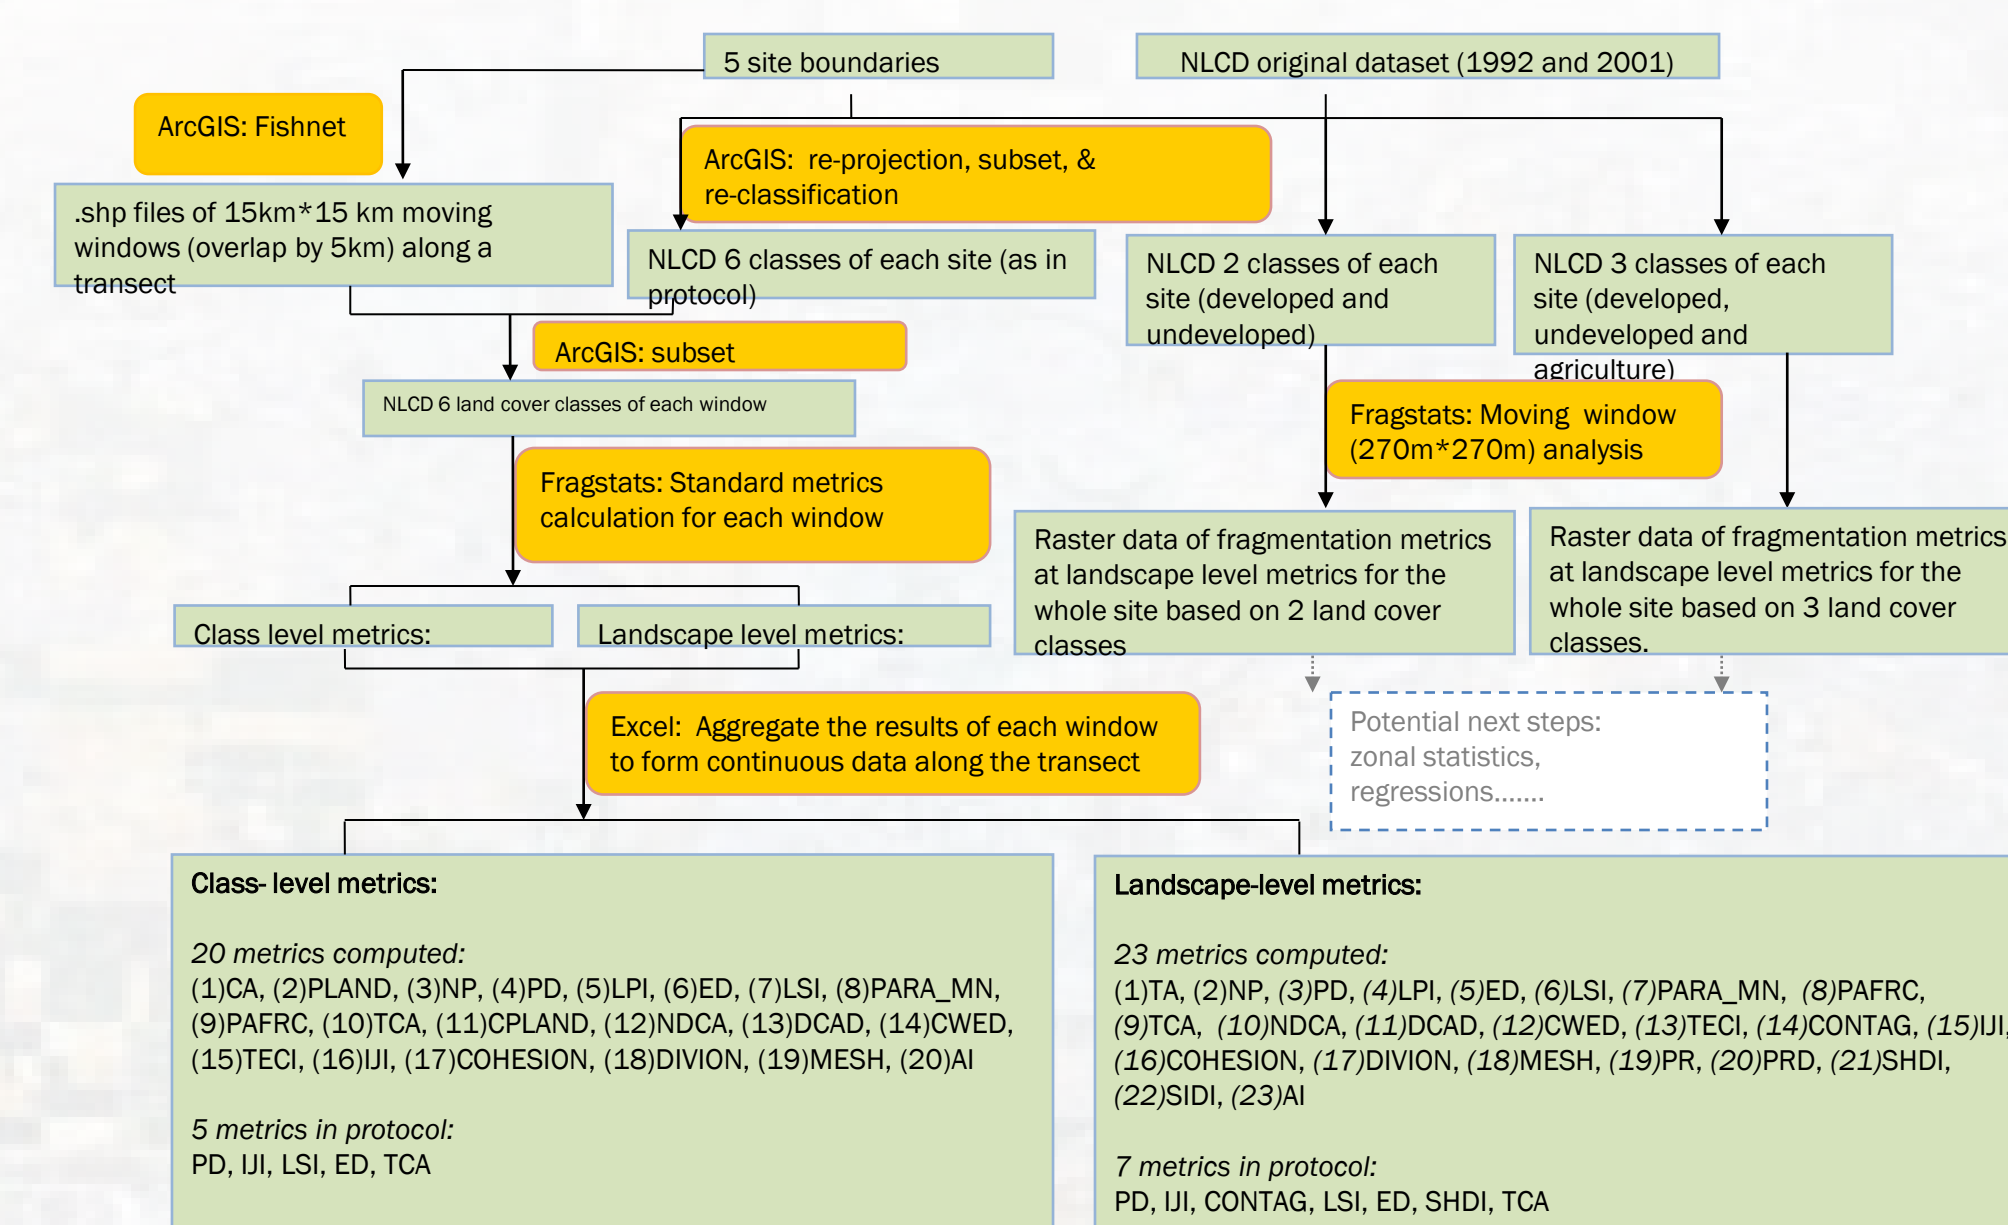 5 site boundaries
NLCD original dataset (1992 and 2001)
ArcGIS: Fishnet
ArcGIS:  re-projection, subset, &
re-classification
.shp files of 15km*15 km moving
windows (overlap by 5km) along a
transect
NLCD 6 classes of each site (as in
protocol)
NLCD 2 classes of each
site (developed and
undeveloped)
NLCD 3 classes of each
site (developed,
undeveloped and
agriculture)
ArcGIS: subset
NLCD 6 land cover classes of each window
Fragstats: Moving  window
(270m*270m) analysis
Fragstats: Standard metrics
calculation for each window
Raster data of fragmentation metrics
at landscape level metrics for the
whole site based on 2 land cover
classes
Raster data of fragmentation metrics
at landscape level metrics for the
whole site based on 3 land cover
classes.
Class level metrics:
Landscape level metrics:
Excel:  Aggregate the results of each window
to form continuous data along the transect
Potential next steps:
zonal statistics,
regressions.......
Class- level metrics:
20 metrics computed:
(1)CA, (2)PLAND, (3)NP, (4)PD, (5)LPI, (6)ED, (7)LSI, (8)PARA_MN,
(9)PAFRC, (10)TCA, (11)CPLAND, (12)NDCA, (13)DCAD, (14)CWED,
(15)TECI, (16)IJI, (17)COHESION, (18)DIVION, (19)MESH, (20)AI
5 metrics in protocol:
PD, IJI, LSI, ED, TCA
Landscape-level metrics:
23 metrics computed:
(1)TA, (2)NP, (3)PD, (4)LPI, (5)ED, (6)LSI, (7)PARA_MN,  (8)PAFRC,
(9)TCA,  (10)NDCA, (11)DCAD, (12)CWED, (13)TECI, (14)CONTAG, (15)IJI,
(16)COHESION, (17)DIVION, (18)MESH, (19)PR, (20)PRD, (21)SHDI,
(22)SIDI, (23)AI
7 metrics in protocol:
PD, IJI, CONTAG, LSI, ED, SHDI, TCA